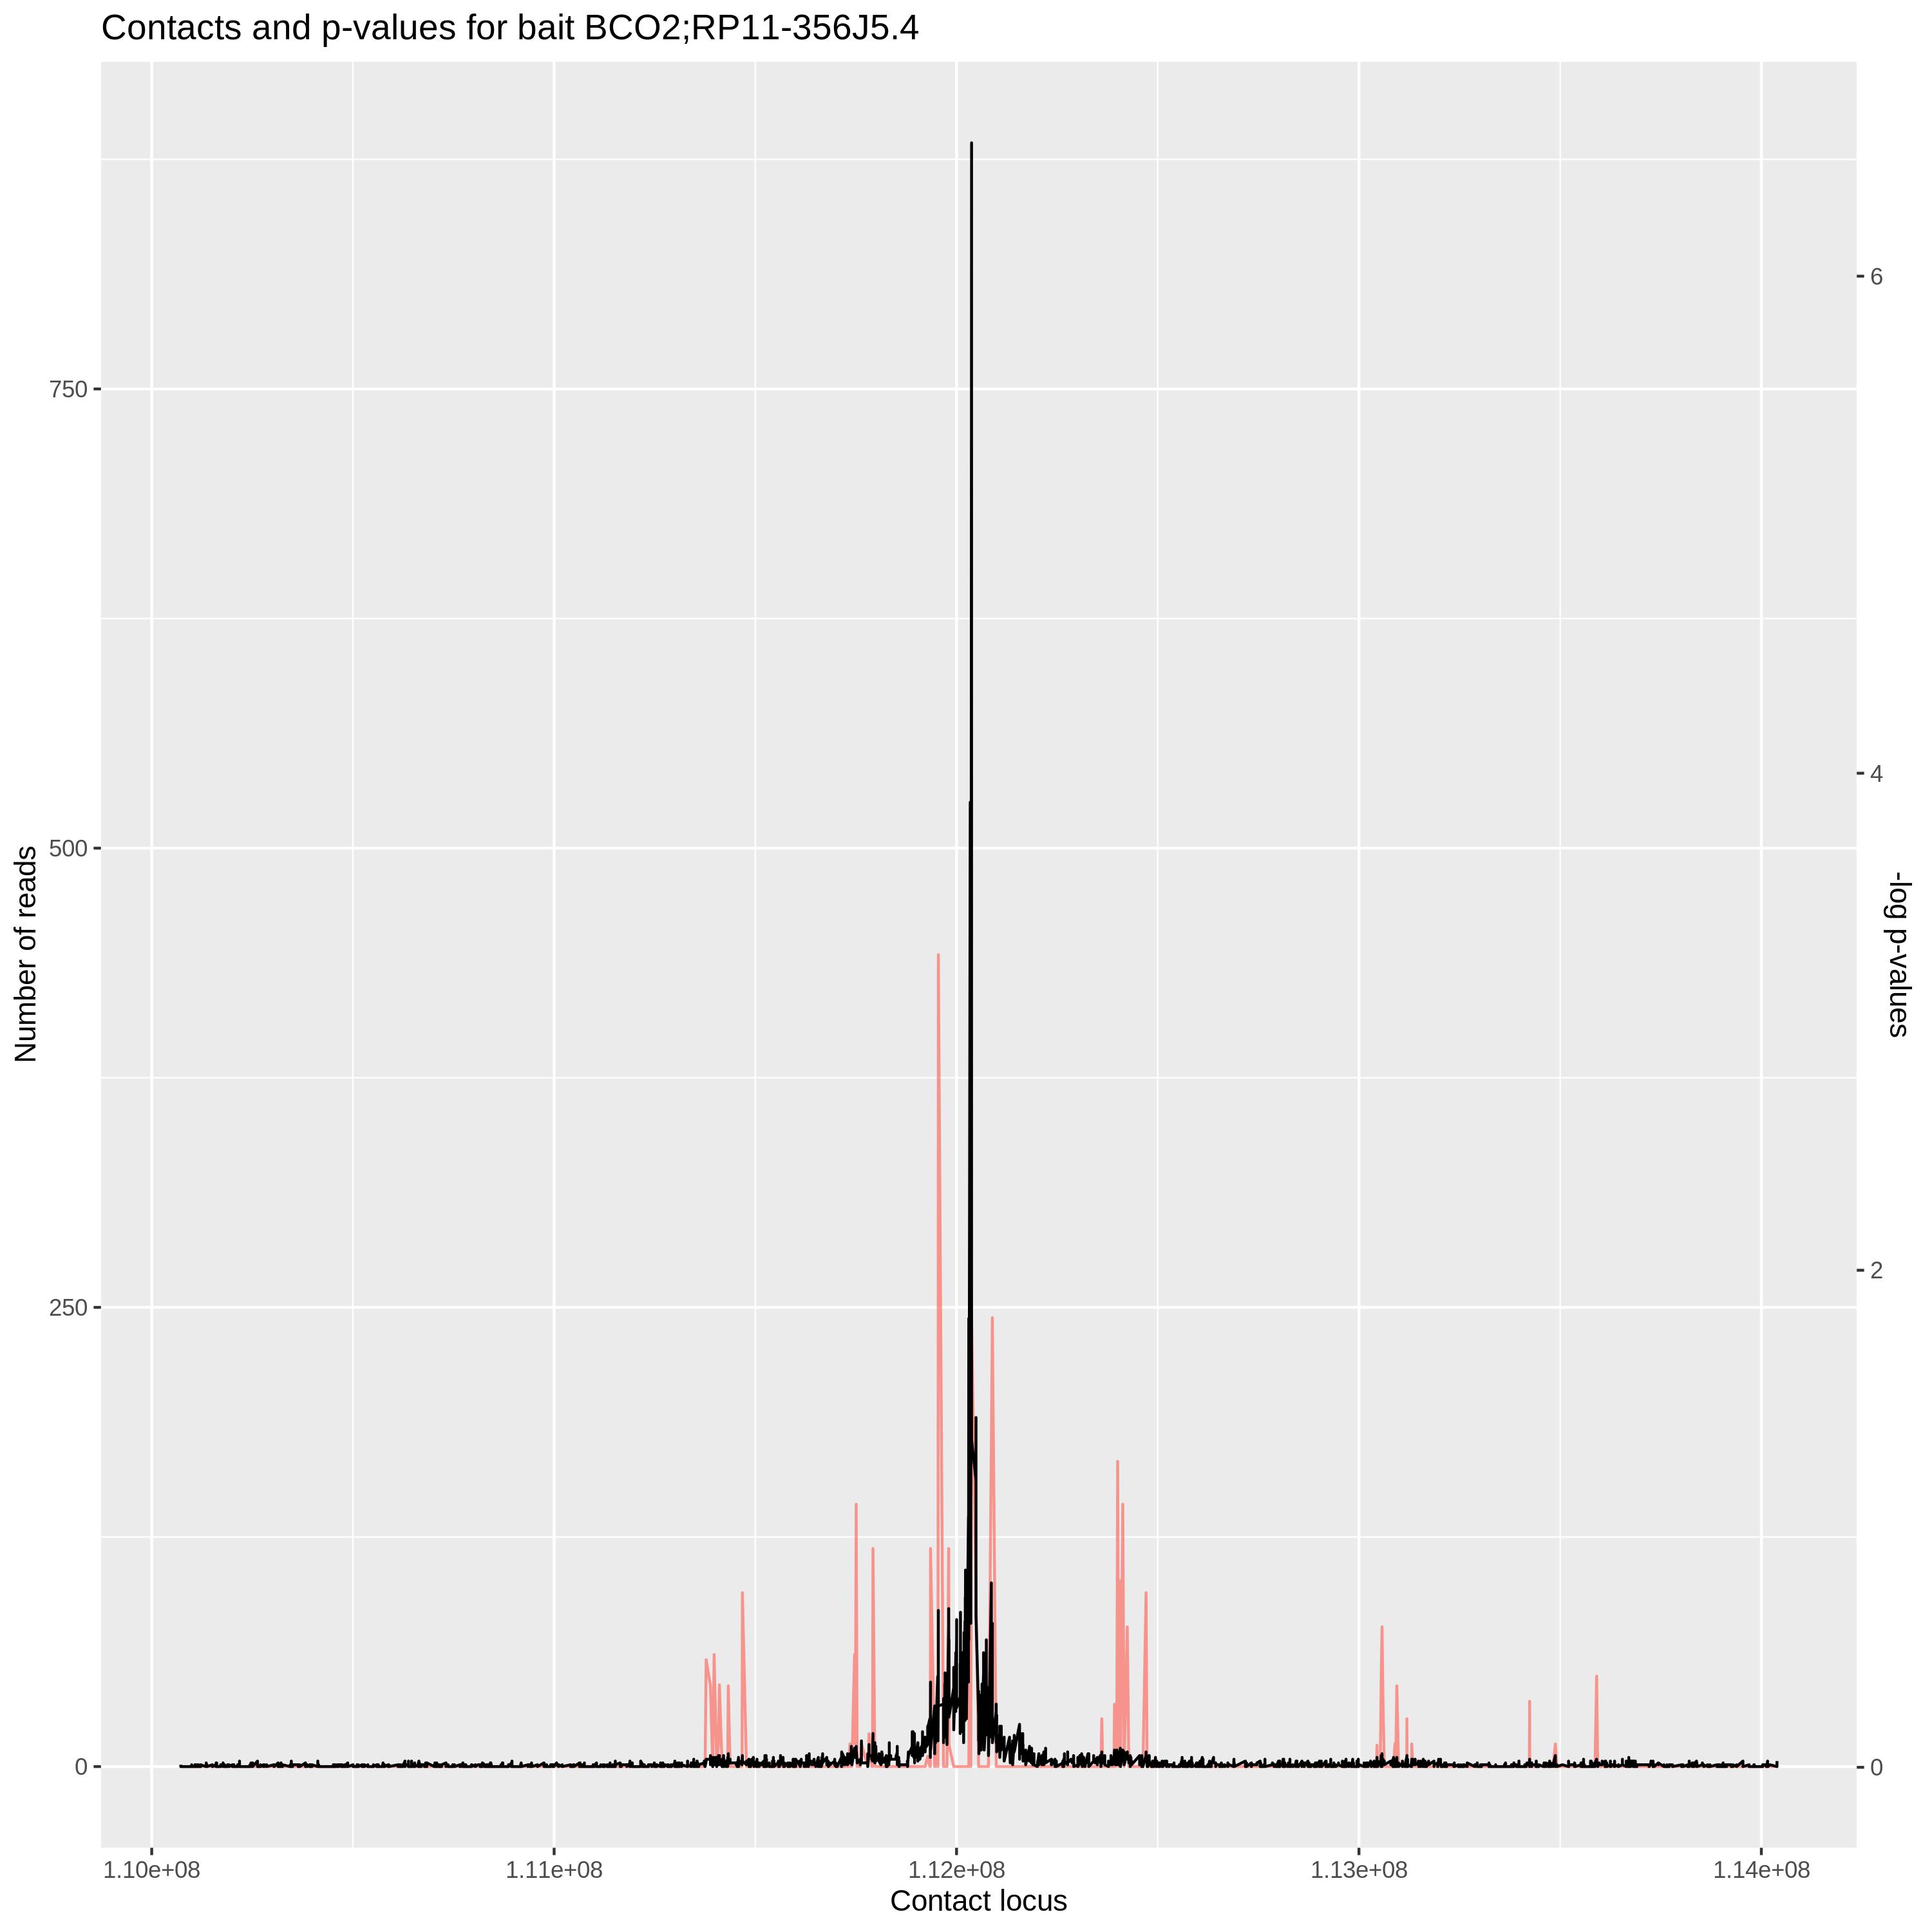 Contacts and p-values for bait BCO2;RP11-356J5.4
Number of reads
750
500
250
0
6
4
2
0
-log p-values
1.10e+08
1.11e+08
1.12e+08
1.13e+08
1.14e+08
Contact locus